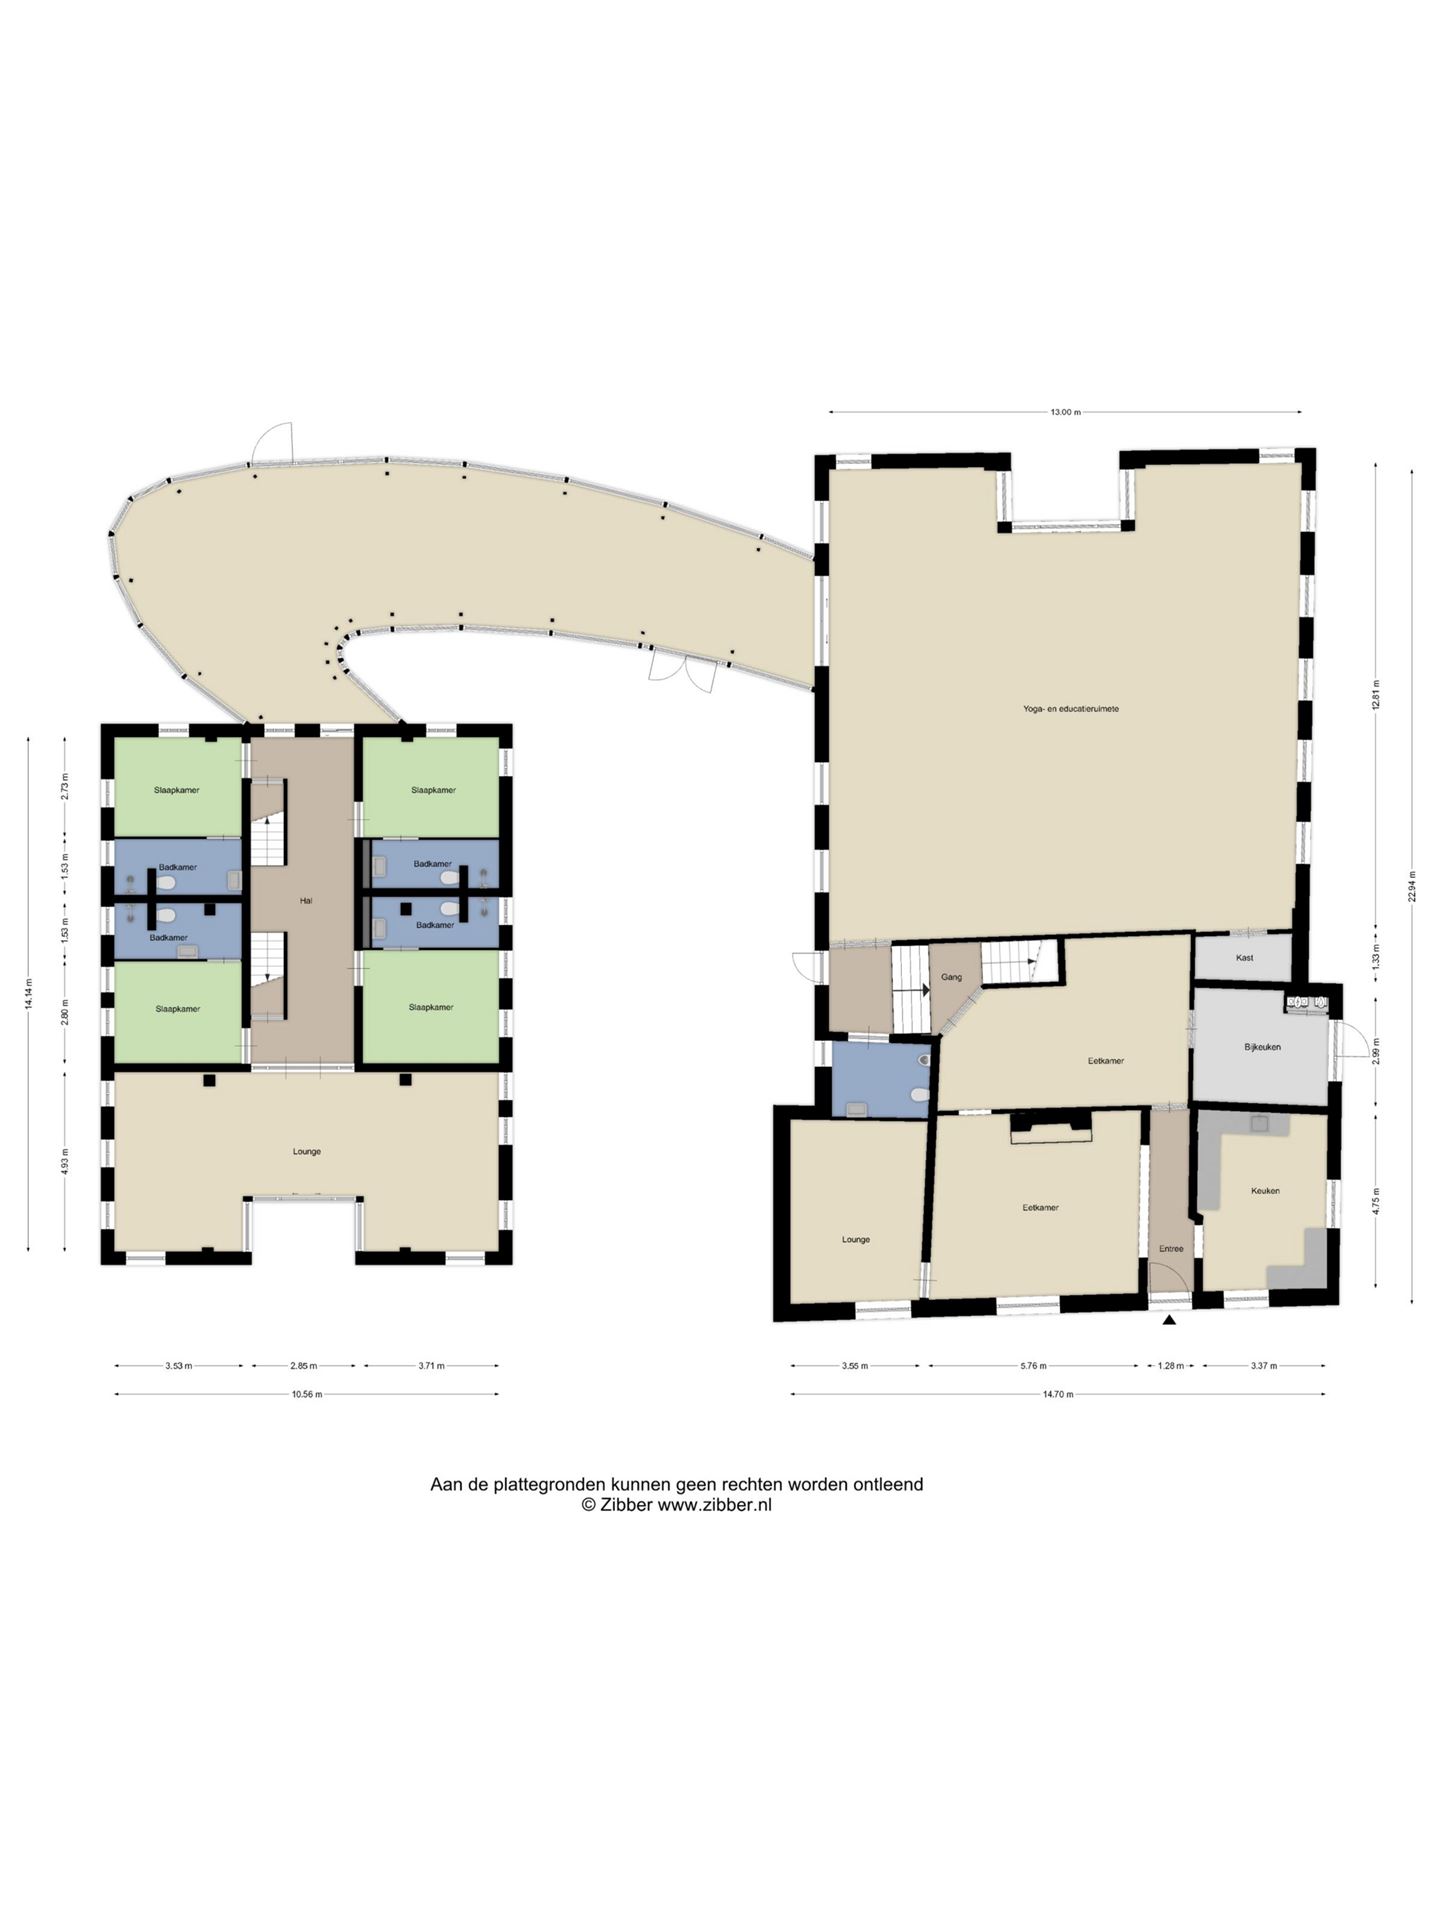 13.00 m
Slaapkamer
Slaapkamer
Badkamer
Badkamer
Hal
Badkamer
Badkamer
Slaapkamer
Slaapkamer
Lounge
2.73 m
1.53 m
1.53 m
2.80 m
4.93 m
14.14 m
3.53 m
2.85 m
3.71 m
10.56 m
Yoga- en educatieruimete
Kast
Gang
Eetkamer
Bijkeuken
Eetkamer
Keuken
Lounge
Entree
12.81 m
1.33 m
2.99 m
4.75 m
22.94 m
3.55 m
5.76 m
1.28 m
3.37 m
14.70 m
Aan de plattegronden kunnen geen rechten worden ontleend
© Zibber www.zibber.nl